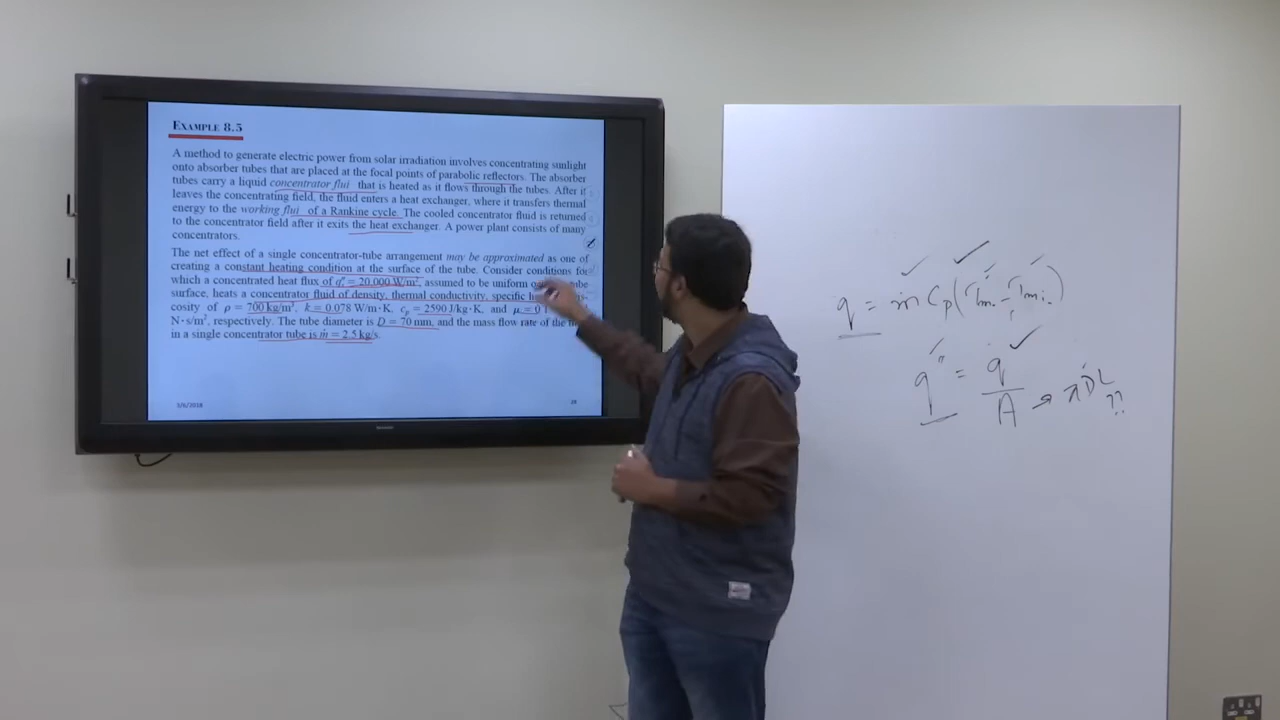 EXAMPLE 8.5
A method to generate electric power from solar irradiation involves concentrating sunlight
onto absorber tubes that are placed at the focal points of parabolic reflectors. The absorber
tubes carry a liquid concentrator flui that is heated as it flows through the tubes. After it
leaves the concentrating field, the fluid enters a heat exchanger, where it transfers thermal
energy to the working flui of a Rankine cycle. The cooled concentrator fluid is returned
to the concentrator field after it exits the heat exchanger. A power plant consists of many
concentrators.
The net effect of a single concentrator-tube arrangement may be approximated as one of
creating a constant heating condition at the surface of the tube. Consider conditions for
which a concentrated heat flux of q″ = 20,000 W/m², assumed to be uniform tube
surface, heats a concentrator fluid of density, thermal conductivity, specific
cosity of ρ = 700 kg/m³, k = 0.078 W/m·K, cp = 2590 J/kg·K, and μ = 0
N·s/m², respectively. The tube diameter is D = 70 mm, and the mass flow rate of the
in a single concentrator tube is ṁ = 2.5 kg/s.
3/6/2018
28
q = ṁ Cp (Tm - Tmi)
q″ = q / A → πDL
??